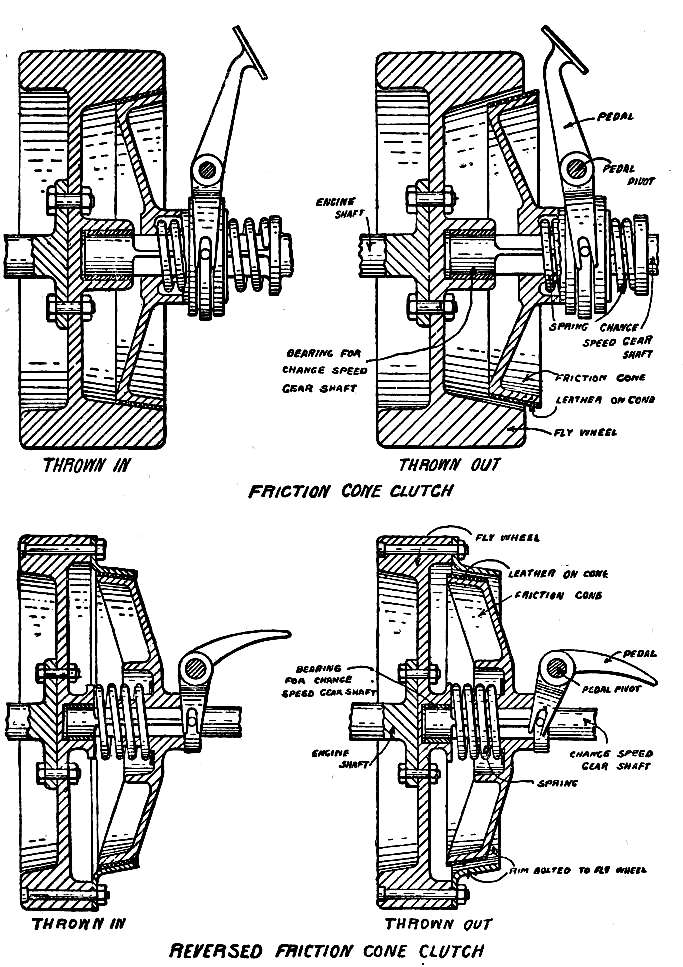 PEDAL
PEDAL
PIVOT
ENGINE
SHAFT
SPRING CHANGE
SPEED GEAR
SHAFT
BEARING FOR
CHANGE SPEED
GEAR SHAFT
FRICTION CONE
LEATHER ON CONE
FLY WHEEL
THROWN IN
THROWN OUT
FRICTION CONE CLUTCH
FLY WHEEL
LEATHER ON CONE
FRICTION CONE
BEARING
FOR CHANGE
SPEED GEAR SHAFT
PEDAL
PEDAL PIVOT
ENGINE
SHAFT
CHANGE SPEED
GEAR SHAFT
SPRING
RIM BOLTED TO FLY WHEEL
THROWN IN
THROWN OUT
REVERSED FRICTION CONE CLUTCH